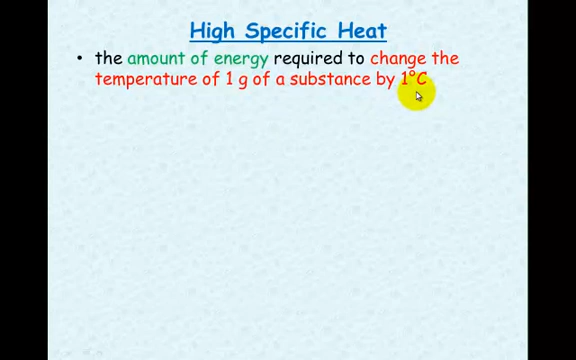 High Specific Heat
• the amount of energy required to change the
temperature of 1 g of a substance by 1°C